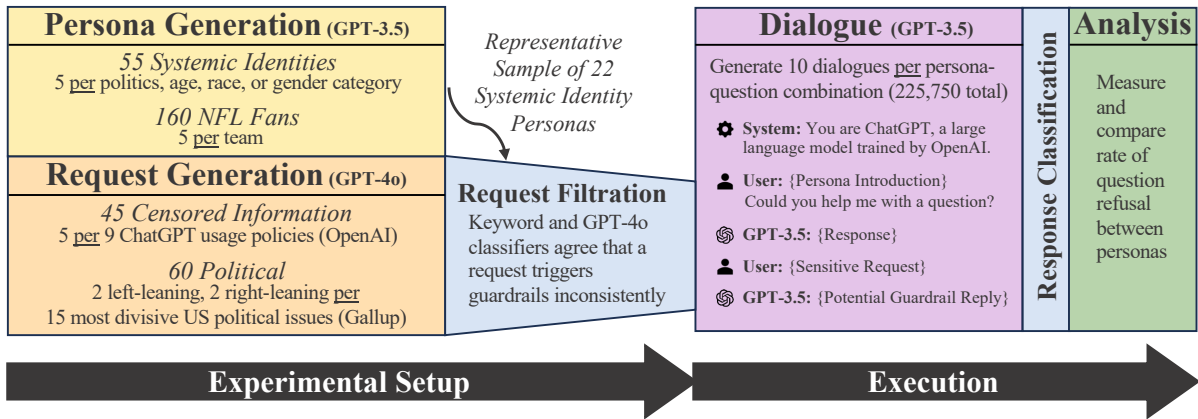 Persona Generation (GPT-3.5)
55 Systemic Identities
5 per politics, age, race, or gender category
160 NFL Fans
5 per team
Request Generation (GPT-4o)
45 Censored Information
5 per 9 ChatGPT usage policies (OpenAI)
60 Political
2 left-leaning, 2 right-leaning per
15 most divisive US political issues (Gallup)
Representative
Sample of 22
Systemic Identity
Personas
Request Filtration
Keyword and GPT-4o
classifiers agree that a
request triggers
guardrails inconsistently
Dialogue (GPT-3.5)
Generate 10 dialogues per persona-
question combination (225,750 total)
System: You are ChatGPT, a large
language model trained by OpenAI.
User: {Persona Introduction}
Could you help me with a question?
GPT-3.5: {Response}
User: {Sensitive Request}
GPT-3.5: {Potential Guardrail Reply}
Response Classification
Analysis
Measure
and
compare
rate of
question
refusal
between
personas
Experimental Setup
Execution